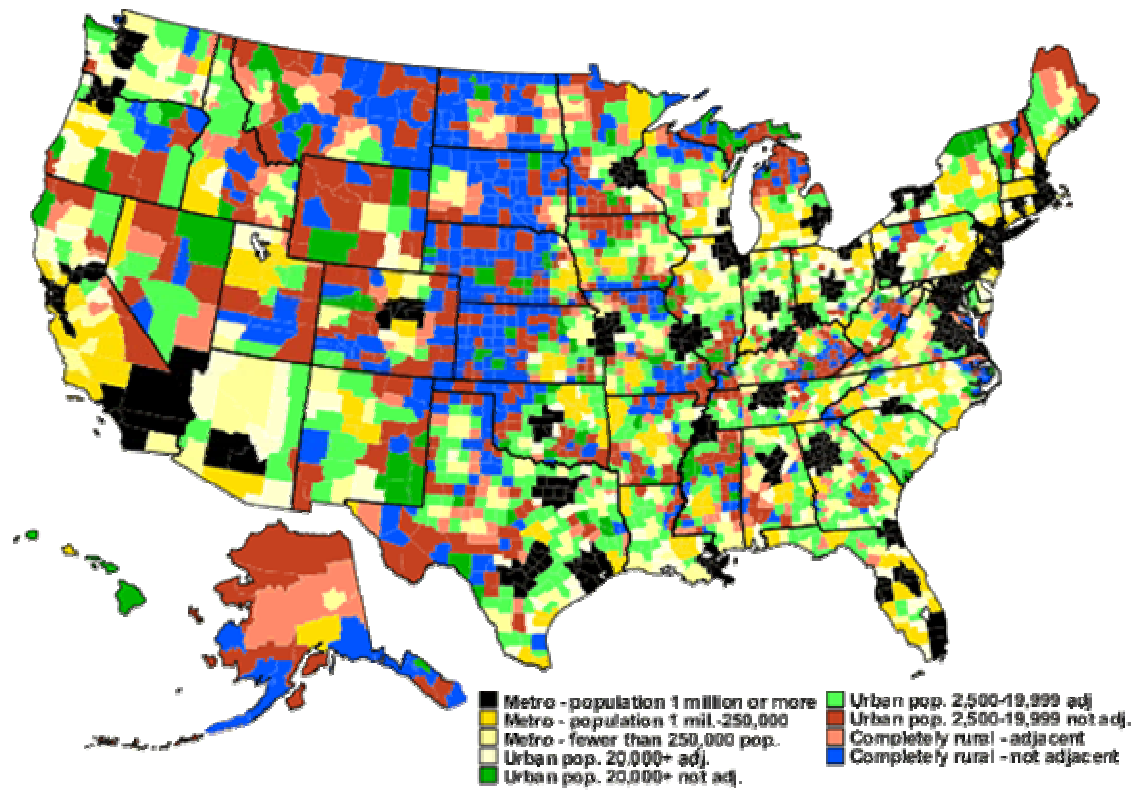 Metro - population 1 million or more
Metro - population 1 mil.-250,000
Metro - fewer than 250,000 pop.
Urban pop. 20,000+ adj.
Urban pop. 20,000+ not adj.
Urban pop. 2,500-19,999 adj
Urban pop. 2,500-19,999 not adj.
Completely rural - adjacent
Completely rural - not adjacent